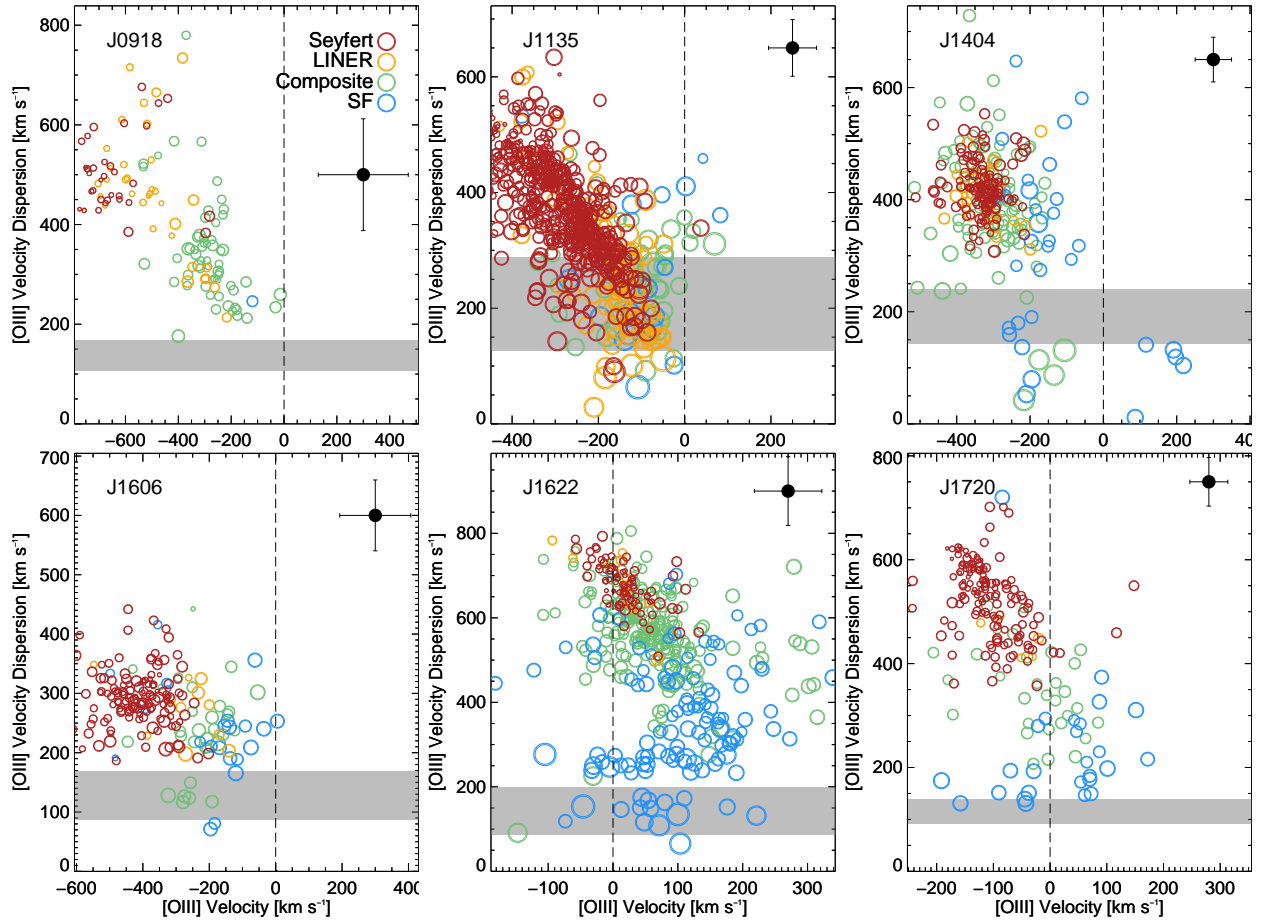 J0918
Seyfert
LINER
Composite
SF
800
600
400
200
0
[OIII] Velocity Dispersion [km s⁻¹]
−600 −400 −200 0 200 400
J1135
600
400
200
0
[OIII] Velocity Dispersion [km s⁻¹]
−400 −200 0 200
J1404
600
400
200
0
[OIII] Velocity Dispersion [km s⁻¹]
−400 −200 0 200 400
J1606
700
600
500
400
300
200
100
0
[OIII] Velocity Dispersion [km s⁻¹]
−600 −400 −200 0 200 400
[OIII] Velocity [km s⁻¹]
J1622
800
600
400
200
0
[OIII] Velocity Dispersion [km s⁻¹]
−100 0 100 200 300
[OIII] Velocity [km s⁻¹]
J1720
800
600
400
200
0
[OIII] Velocity Dispersion [km s⁻¹]
−200 −100 0 100 200 300
[OIII] Velocity [km s⁻¹]